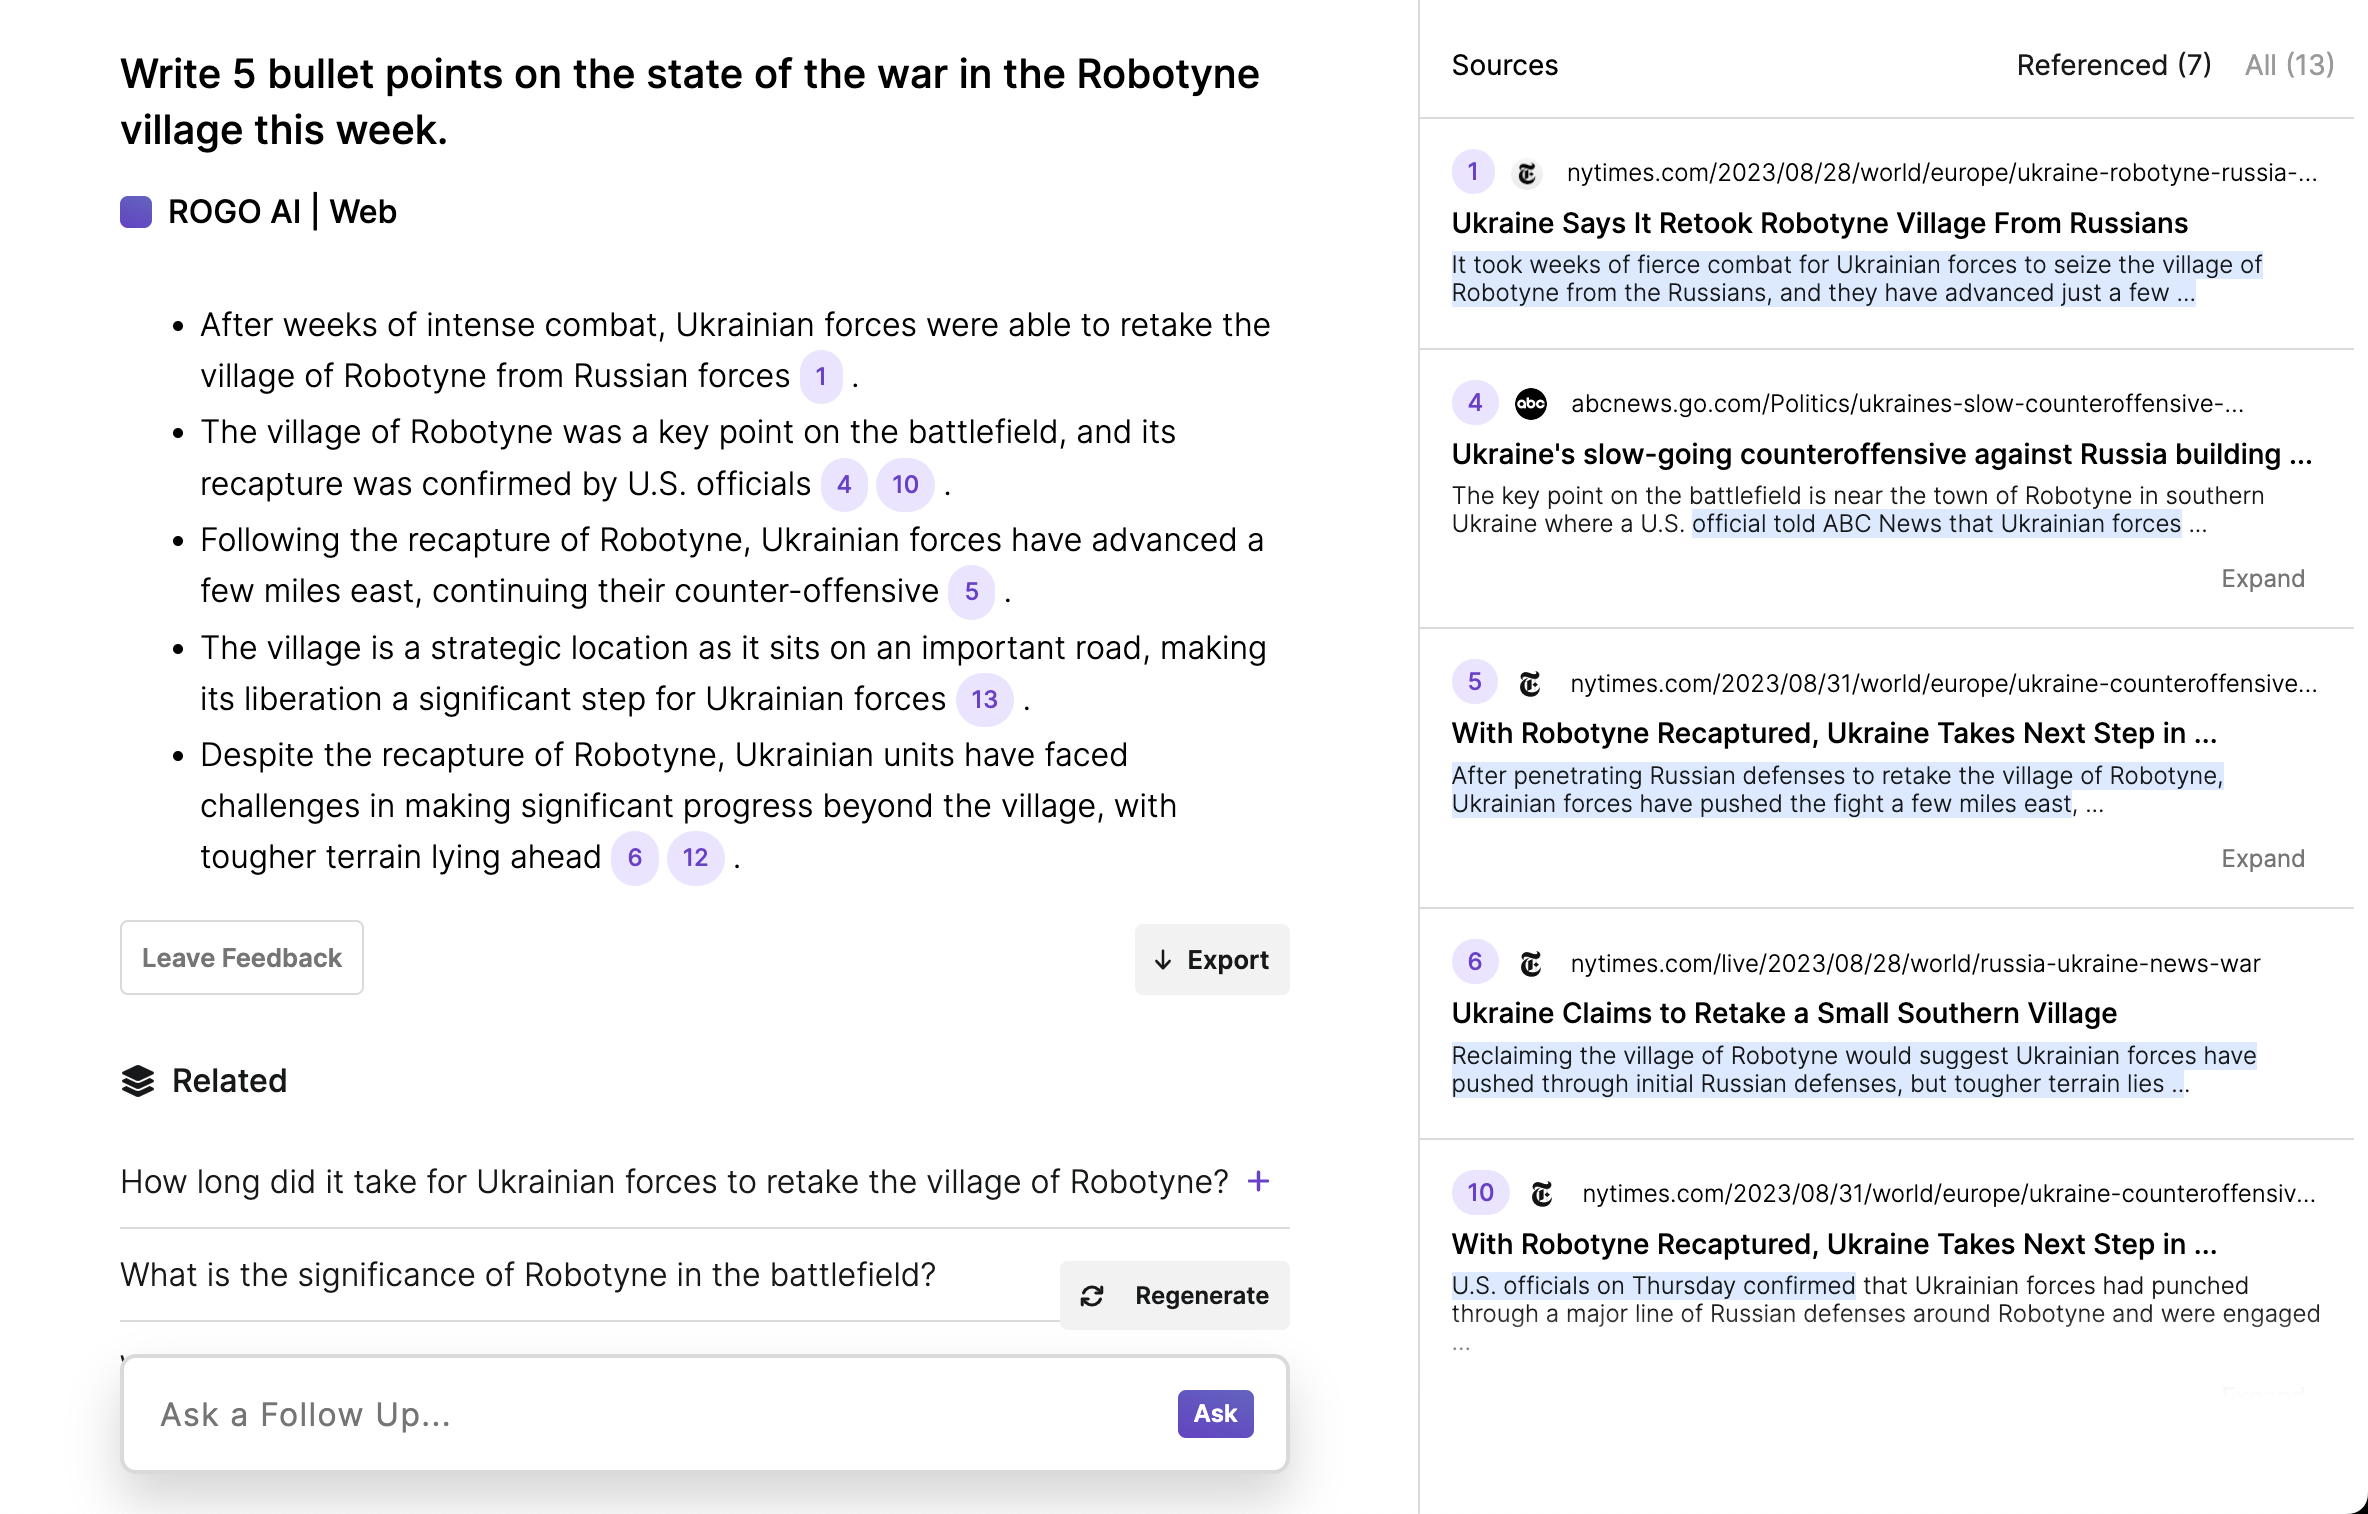 Write 5 bullet points on the state of the war in the Robotyne
village this week.
ROGO AI | Web
• After weeks of intense combat, Ukrainian forces were able to retake the
village of Robotyne from Russian forces 1 .
• The village of Robotyne was a key point on the battlefield, and its
recapture was confirmed by U.S. officials 4 10 .
• Following the recapture of Robotyne, Ukrainian forces have advanced a
few miles east, continuing their counter-offensive 5 .
• The village is a strategic location as it sits on an important road, making
its liberation a significant step for Ukrainian forces 13 .
• Despite the recapture of Robotyne, Ukrainian units have faced
challenges in making significant progress beyond the village, with
tougher terrain lying ahead 6 12 .
Leave Feedback
↓ Export
Related
How long did it take for Ukrainian forces to retake the village of Robotyne? +
What is the significance of Robotyne in the battlefield?
Regenerate
Ask a Follow Up...
Ask
Sources
Referenced (7) All (13)
1 nytimes.com/2023/08/28/world/europe/ukraine-robotyne-russia-...
Ukraine Says It Retook Robotyne Village From Russians
It took weeks of fierce combat for Ukrainian forces to seize the village of
Robotyne from the Russians, and they have advanced just a few ...
4 abc abcnews.go.com/Politics/ukraines-slow-counteroffensive-...
Ukraine's slow-going counteroffensive against Russia building ...
The key point on the battlefield is near the town of Robotyne in southern
Ukraine where a U.S. official told ABC News that Ukrainian forces ...
Expand
5 nytimes.com/2023/08/31/world/europe/ukraine-counteroffensive...
With Robotyne Recaptured, Ukraine Takes Next Step in ...
After penetrating Russian defenses to retake the village of Robotyne,
Ukrainian forces have pushed the fight a few miles east, ...
Expand
6 nytimes.com/live/2023/08/28/world/russia-ukraine-news-war
Ukraine Claims to Retake a Small Southern Village
Reclaiming the village of Robotyne would suggest Ukrainian forces have
pushed through initial Russian defenses, but tougher terrain lies ...
10 nytimes.com/2023/08/31/world/europe/ukraine-counteroffensiv...
With Robotyne Recaptured, Ukraine Takes Next Step in ...
U.S. officials on Thursday confirmed that Ukrainian forces had punched
through a major line of Russian defenses around Robotyne and were engaged
...